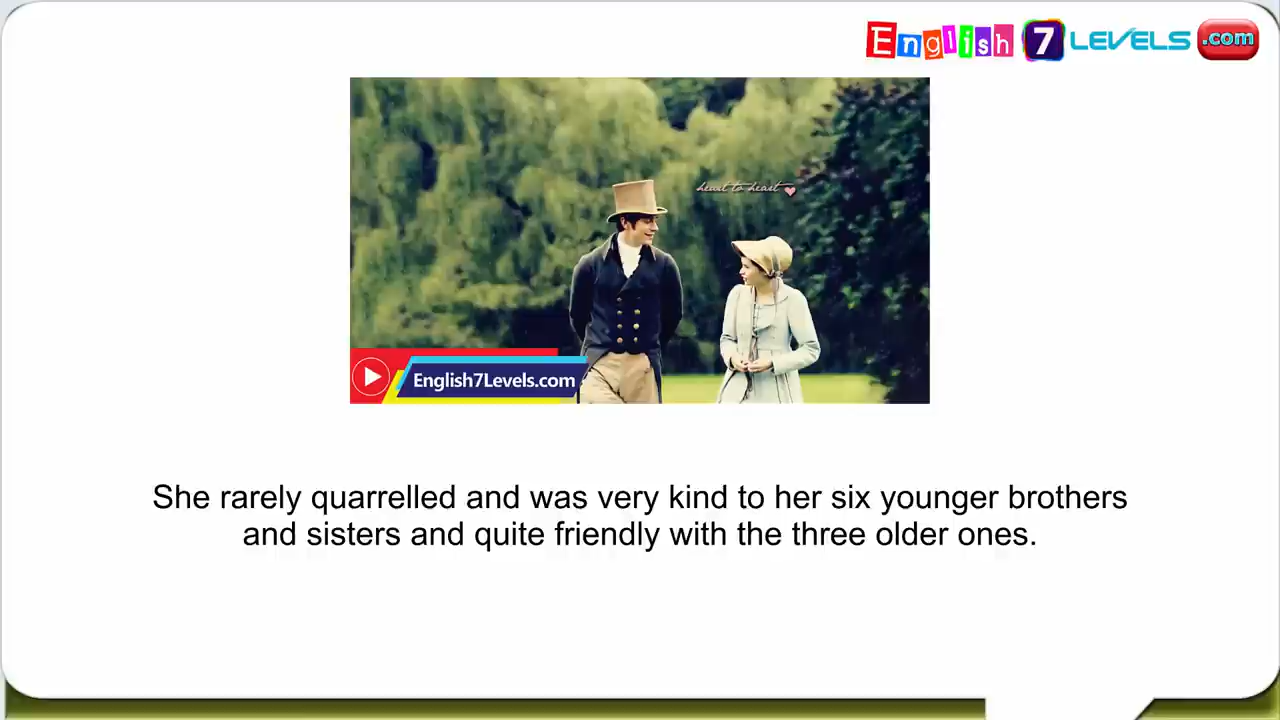 English 7 LEVELS .com
heart to heart
English7Levels.com
She rarely quarrelled and was very kind to her six younger brothers
and sisters and quite friendly with the three older ones.